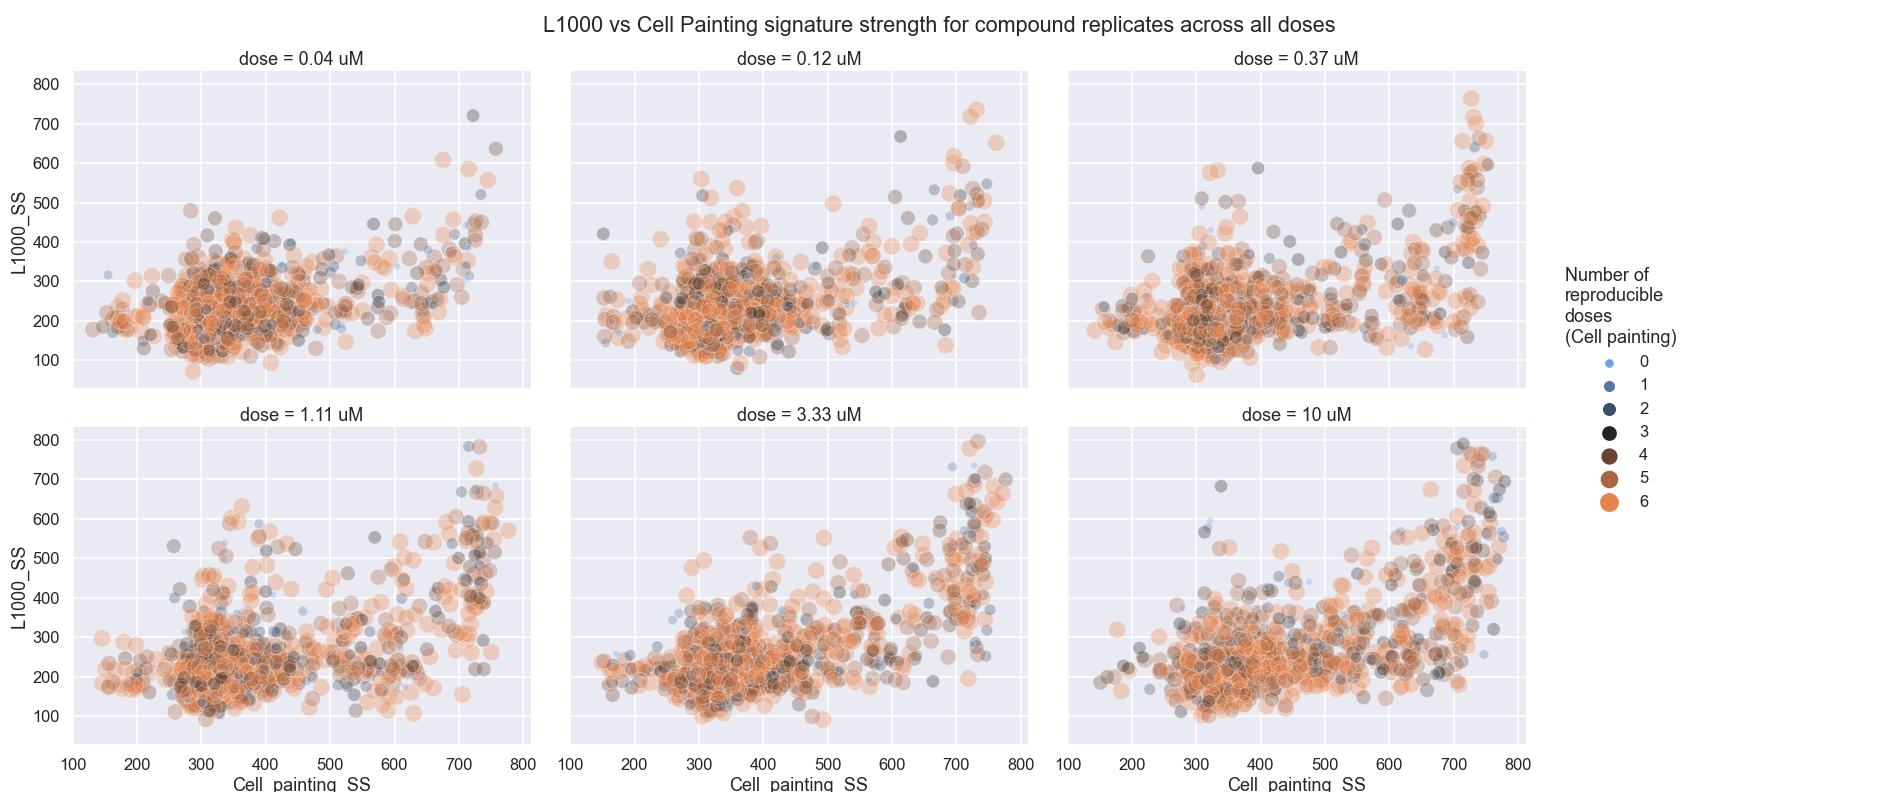 L1000 vs Cell Painting signature strength for compound replicates across all doses
dose = 0.04 uM
dose = 0.12 uM
dose = 0.37 uM
800
700
600
500
400
300
200
100
L1000_SS
dose = 1.11 uM
dose = 3.33 uM
dose = 10 uM
800
700
600
500
400
300
200
100
L1000_SS
100 200 300 400 500 600 700 800
100 200 300 400 500 600 700 800
100 200 300 400 500 600 700 800
Cell_painting_SS
Cell_painting_SS
Cell_painting_SS
Number of
reproducible
doses
(Cell painting)
0
1
2
3
4
5
6